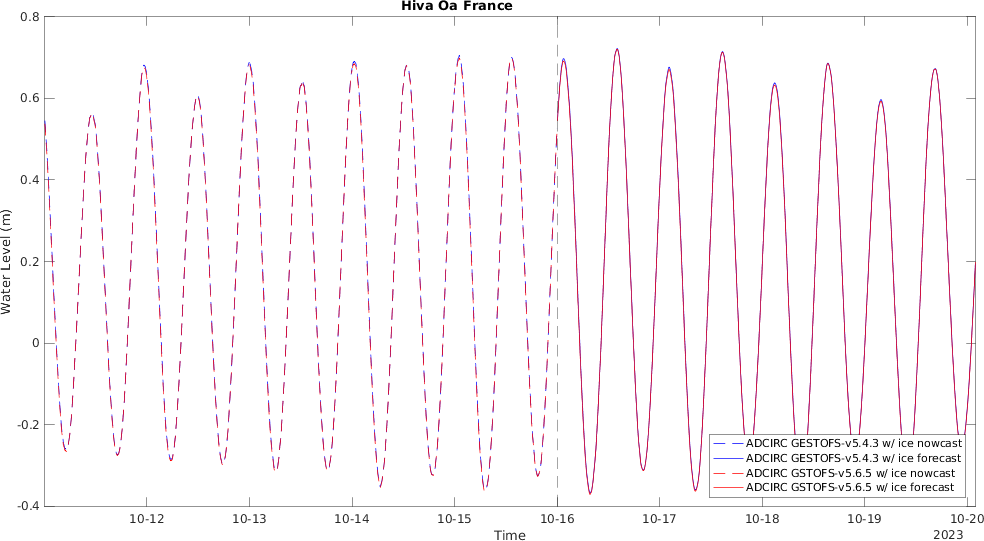 Hiva Oa France
0.8
0.6
0.4
0.2
0
-0.2
-0.4
Water Level (m)
ADCIRC GESTOFS-v5.4.3 w/ ice nowcast
ADCIRC GESTOFS-v5.4.3 w/ ice forecast
ADCIRC GSTOFS-v5.6.5 w/ ice nowcast
ADCIRC GSTOFS-v5.6.5 w/ ice forecast
10-12 10-13 10-14 10-15 10-16 10-17 10-18 10-19 10-20
Time 2023